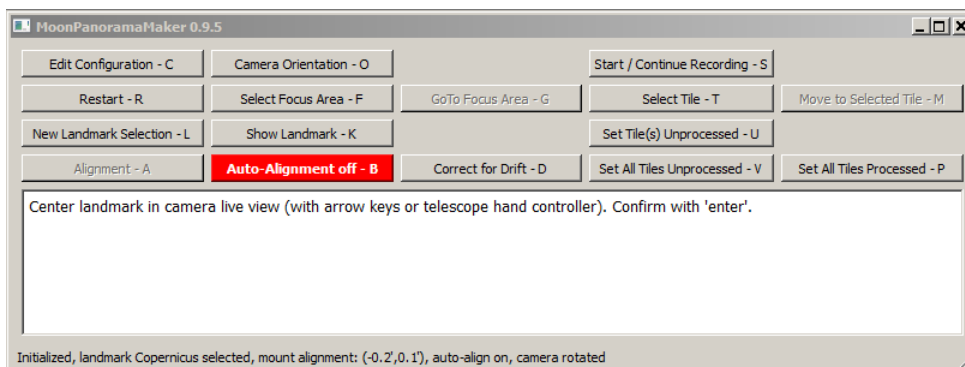 MoonPanoramaMaker 0.9.5
Edit Configuration - C Camera Orientation - O Start / Continue Recording - S
Restart - R Select Focus Area - F GoTo Focus Area - G Select Tile - T Move to Selected Tile - M
New Landmark Selection - L Show Landmark - K Set Tile(s) Unprocessed - U
Alignment - A Auto-Alignment off - B Correct for Drift - D Set All Tiles Unprocessed - V Set All Tiles Processed - P
Center landmark in camera live view (with arrow keys or telescope hand controller). Confirm with 'enter'.
Initialized, landmark Copernicus selected, mount alignment: (-0.2',0.1'), auto-align on, camera rotated